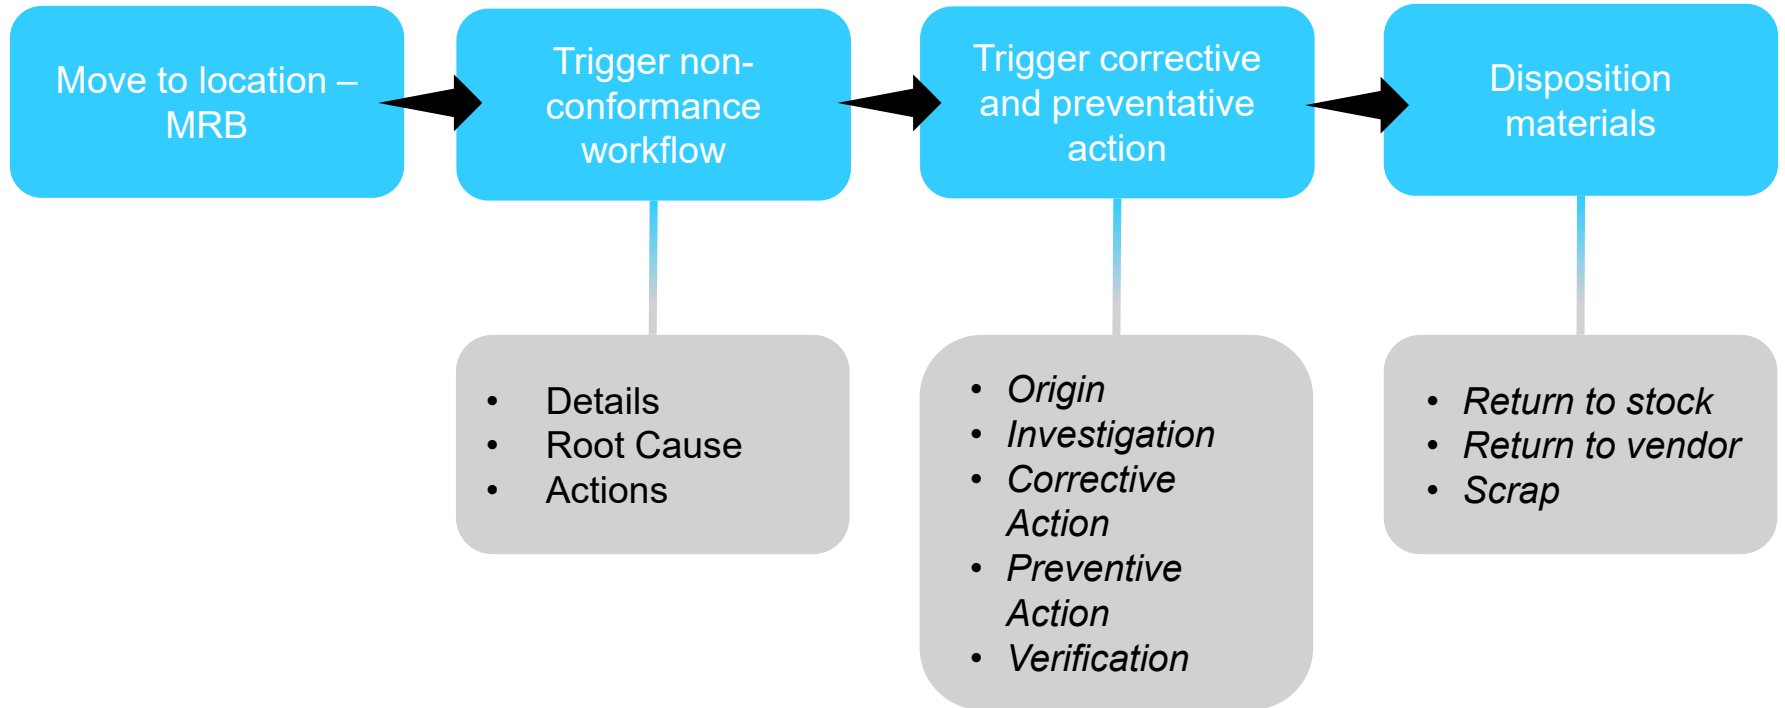 Move to location –
MRB
Trigger non-
conformance
workflow
Trigger corrective
and preventative
action
Disposition
materials
• Details
• Root Cause
• Actions
• Origin
• Investigation
• Corrective
Action
• Preventive
Action
• Verification
• Return to stock
• Return to vendor
• Scrap